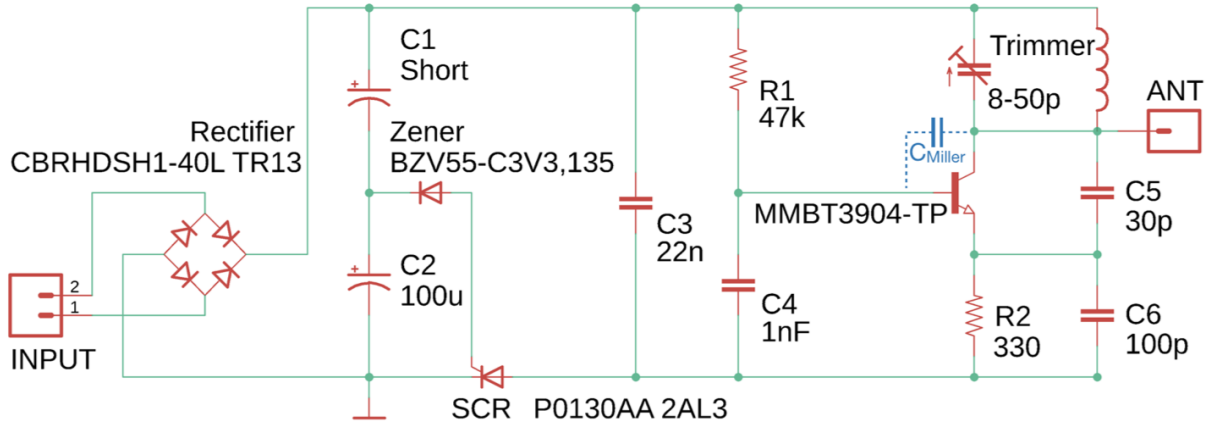 C1
Short
Trimmer
8-50p
ANT
R1
47k
Rectifier
CBRHDSH1-40L TR13
Zener
BZV55-C3V3,135
CMiller
MMBT3904-TP
C5
30p
C3
22n
C2
100u
2
1
INPUT
C4
1nF
R2
330
C6
100p
SCR P0130AA 2AL3
+
+